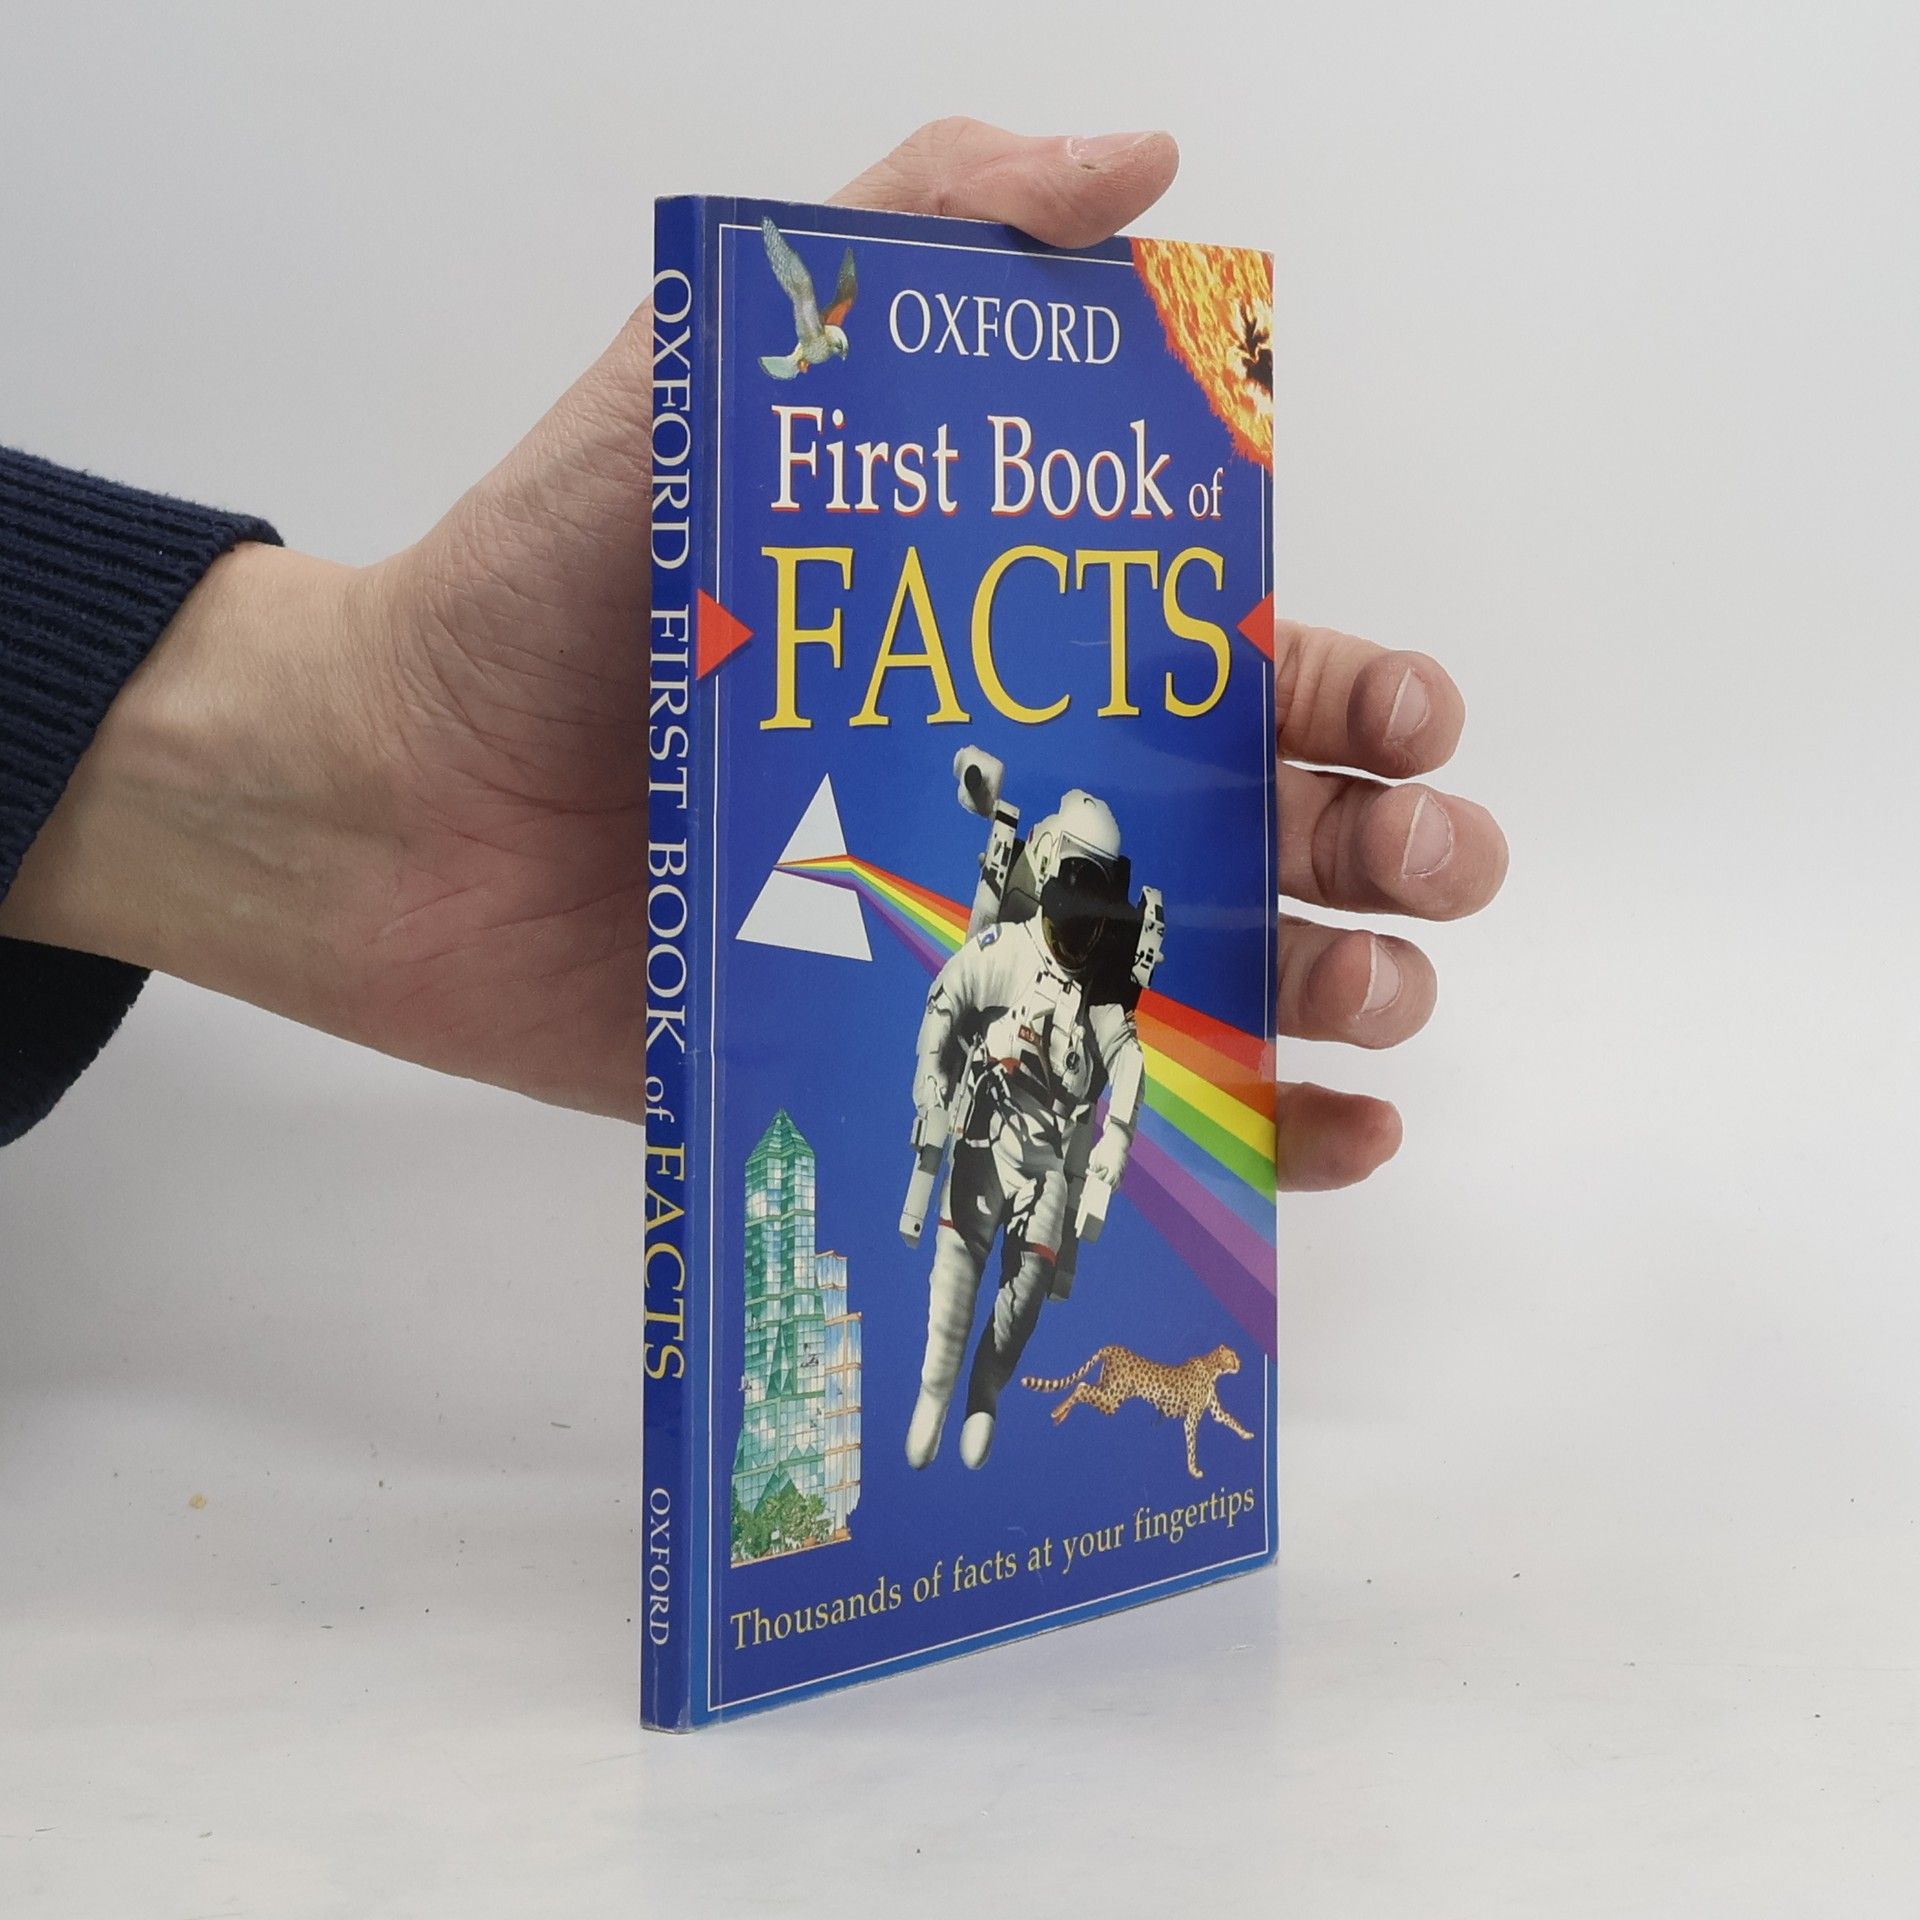 OXFORD FIRST BOOK of FACTS
OXFORD
OXFORD
First Book of
FACTS
Thousands of facts at your fingertips